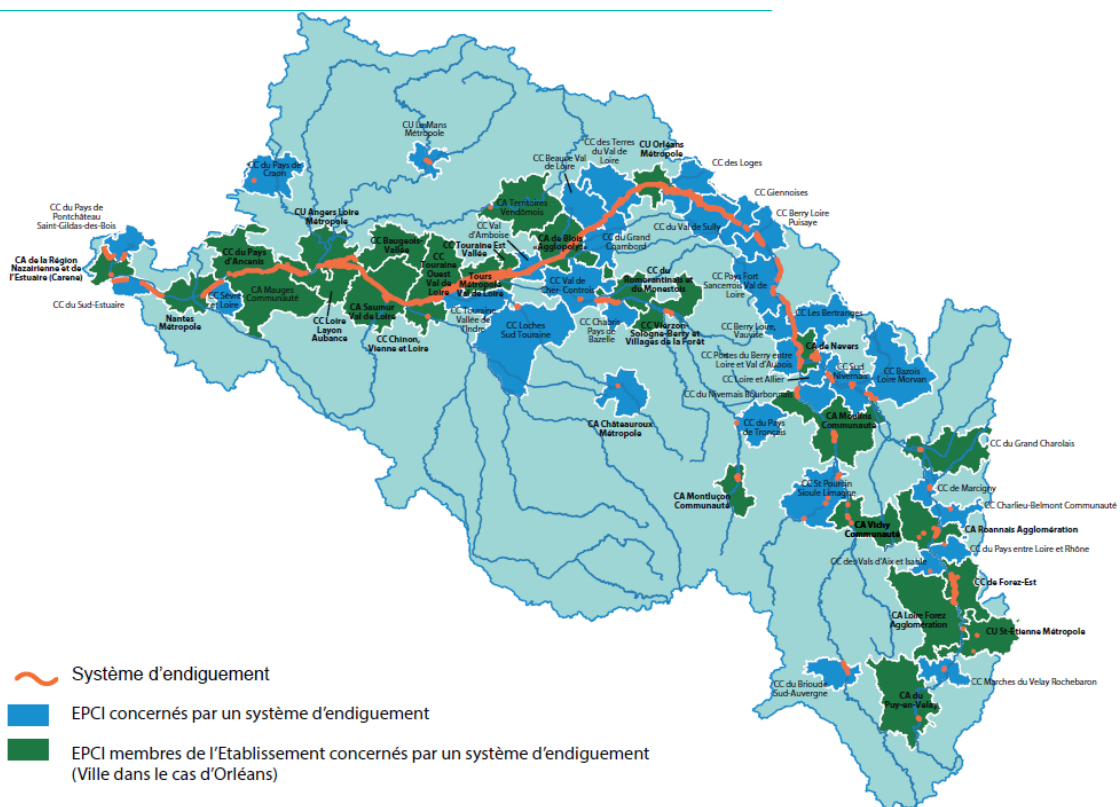 CU Le Mans
Métropole
CC du Pays de
Craon
CC des Terres
du Val de
Loire
CU Orléans
Métropole
CC Beauce Val
de Loire
CC des Loges
CC Giennoises
CC du Pays de
Pontchâteau
Saint-Gildas-des-Bois
CA Territoires
Vendômois
CU Angers Loire
Métropole
CC Val
d'Amboise
CC Berry Loire
Puisaye
CC du Val de Sully
CC du Grand
Chambord
CA de Blois
«Agglopolys»
CC Touraine Est
Vallée
CC Baugeois-
Vallée
CC
Touraine
Ouest
Val de
Loire
CA de la Région
Nazairienne et de
l'Estuaire (Carene)
CC du Pays
d'Ancenis
CC Pays Fort
Sancerrois Val de
Loire
CC du
Romorantinais et
du Monestois
Tours
Métropole
Val de Loire
CC Val de
Cher-Controis
CA Mauges
Communauté
CC Sèvre
et Loire
CC du Sud-Estuaire
CA Saumur
Val de Loire
Nantes
Métropole
CC Loire
Layon
Aubance
CC Touraine
Vallée de
l'Indre
CC Chabris
Pays de
Bazelle
CC Vierzon-
Sologne-Berry et
Villages de la Forêt
CC Les Bertranges
CC Berry Loire,
Vauvise
CC Chinon,
Vienne et Loire
CC Loches
Sud Touraine
CA de Nevers
CC Portes du Berry entre
Loire et Val d'Aubois
CC Sud
Nivernais
CC Bazois
Loire Morvan
CC Loire et Allier
CC du Nivernais Bourbonnais
CA Châteauroux
Métropole
CC du Pays
de Tronçais
CA Moulins
Communauté
CC du Grand Charolais
CA Montluçon
Communauté
CC St Pourçain
Sioule Limagne
CC de Marcigny
CC Charlieu-Belmont Communauté
CA Vichy
Communauté
CA Roannais Agglomération
CC du Pays entre Loire et Rhône
CC des Vals d'Aix et Isable
CC de Forez-Est
CA Loire Forez
Agglomération
CU St-Etienne Métropole
CC du Brioude
Sud-Auvergne
CA du
Puy-en-Velay
CC Marches du Velay Rochebaron
Système d'endiguement
EPCI concernés par un système d'endiguement
EPCI membres de l'Etablissement concernés par un système d'endiguement
(Ville dans le cas d'Orléans)